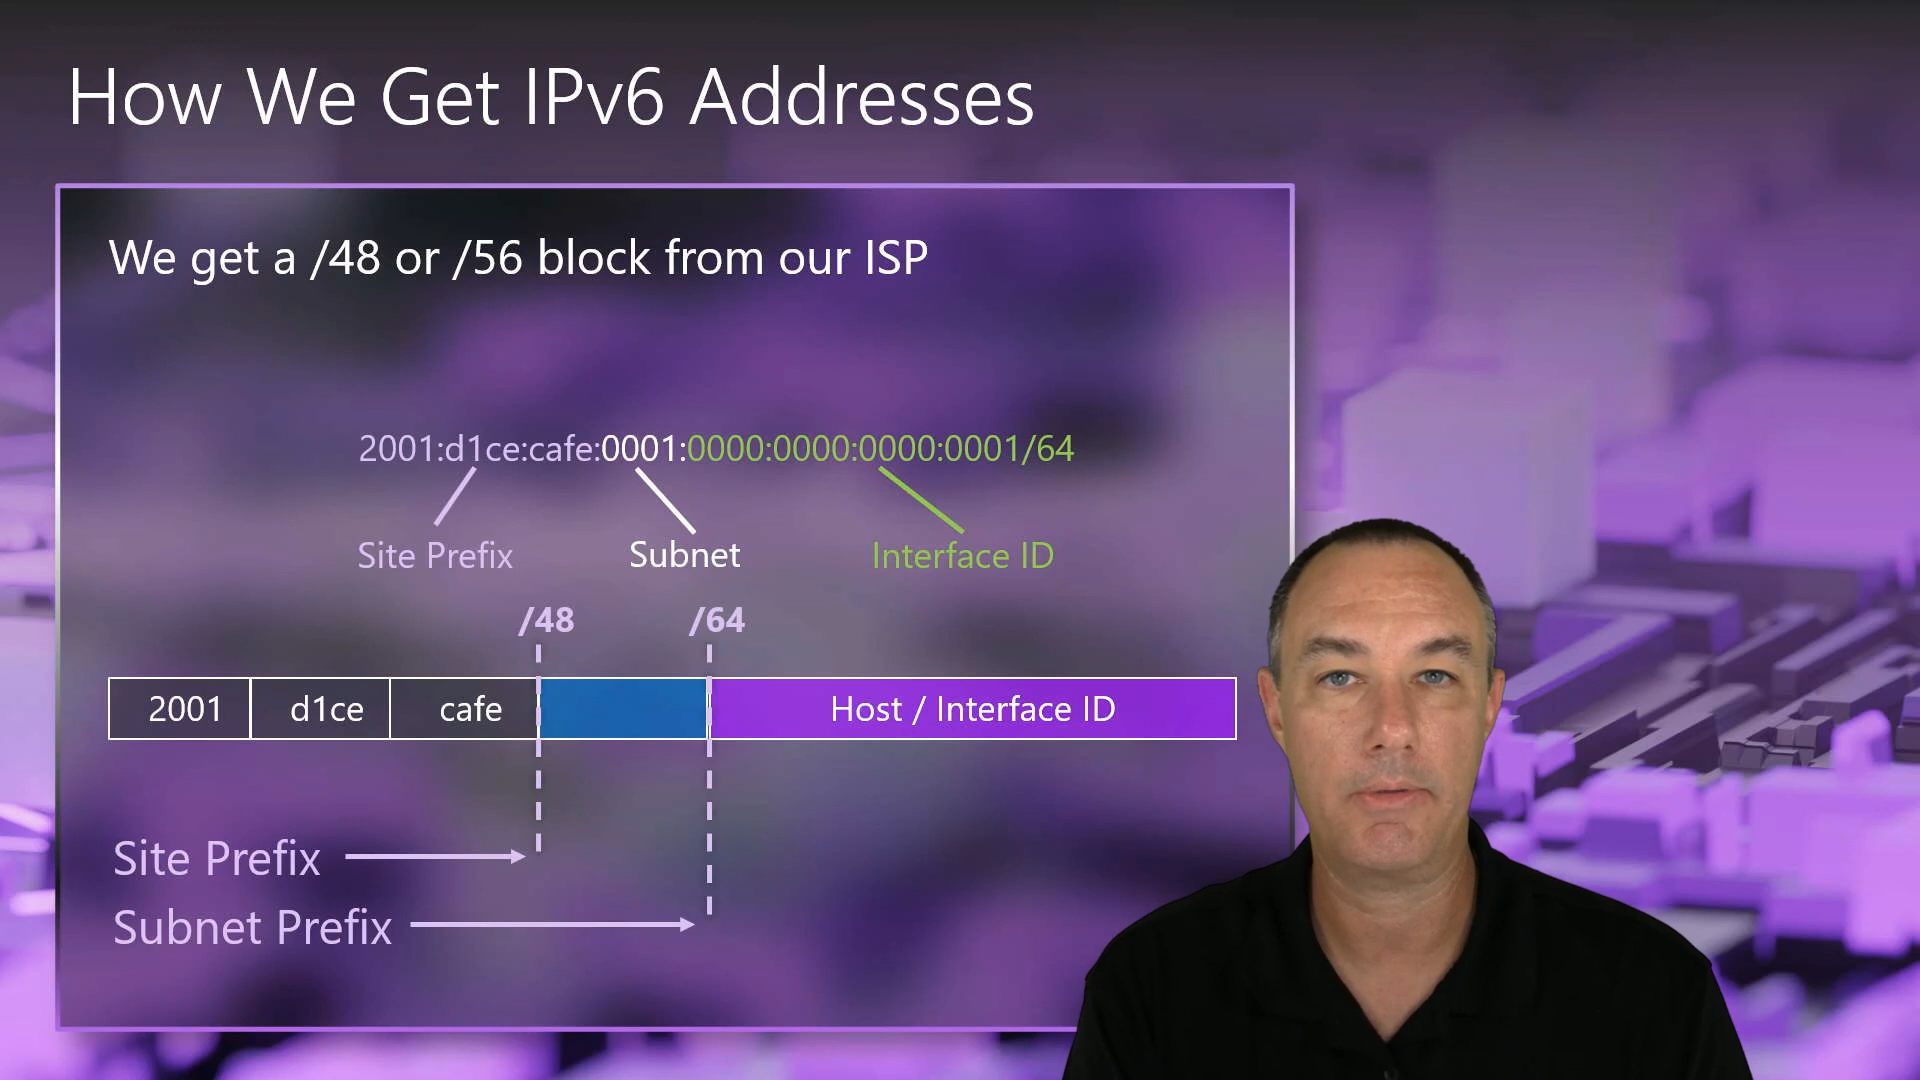 How We Get IPv6 Addresses
We get a /48 or /56 block from our ISP
2001:d1ce:cafe:0001:0000:0000:0000:0001/64
Site Prefix Subnet Interface ID
/48 /64
2001 d1ce cafe Host / Interface ID
Site Prefix
Subnet Prefix